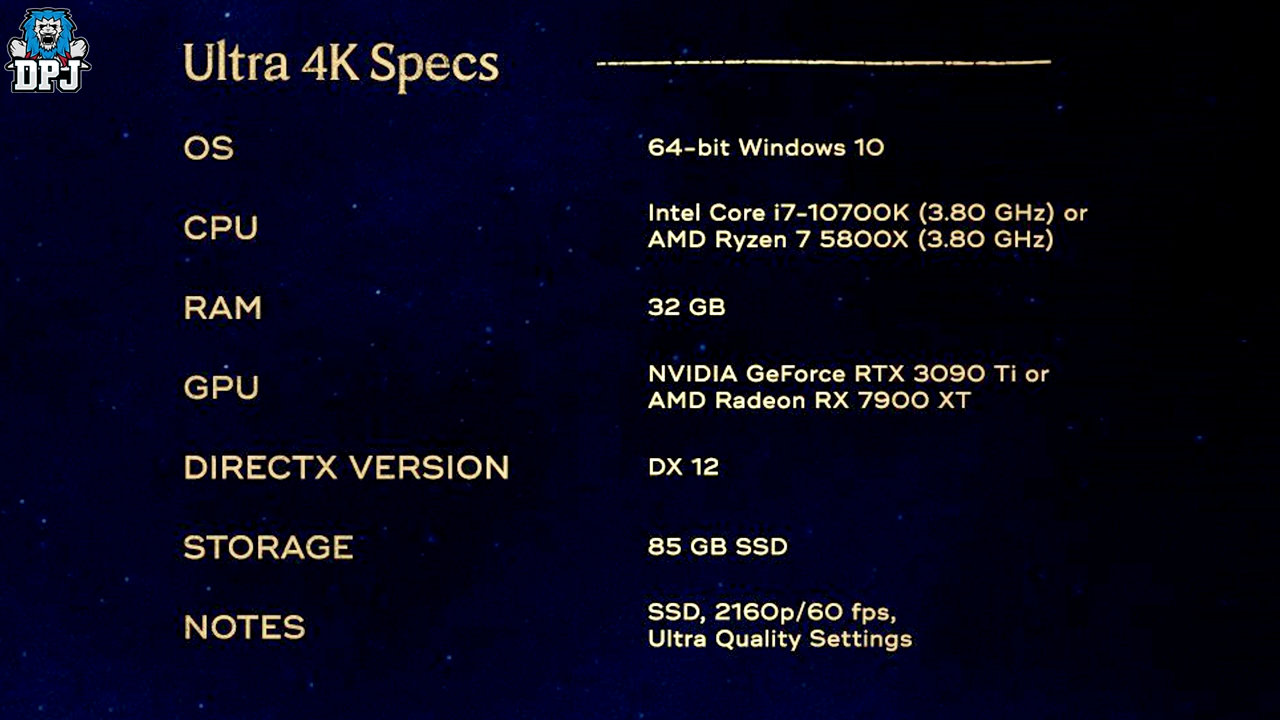 DPJ
Ultra 4K Specs
OS
64-bit Windows 10
CPU
Intel Core i7-10700K (3.80 GHz) or
AMD Ryzen 7 5800X (3.80 GHz)
RAM
32 GB
GPU
NVIDIA GeForce RTX 3090 Ti or
AMD Radeon RX 7900 XT
DIRECTX VERSION
DX 12
STORAGE
85 GB SSD
NOTES
SSD, 2160p/60 fps,
Ultra Quality Settings